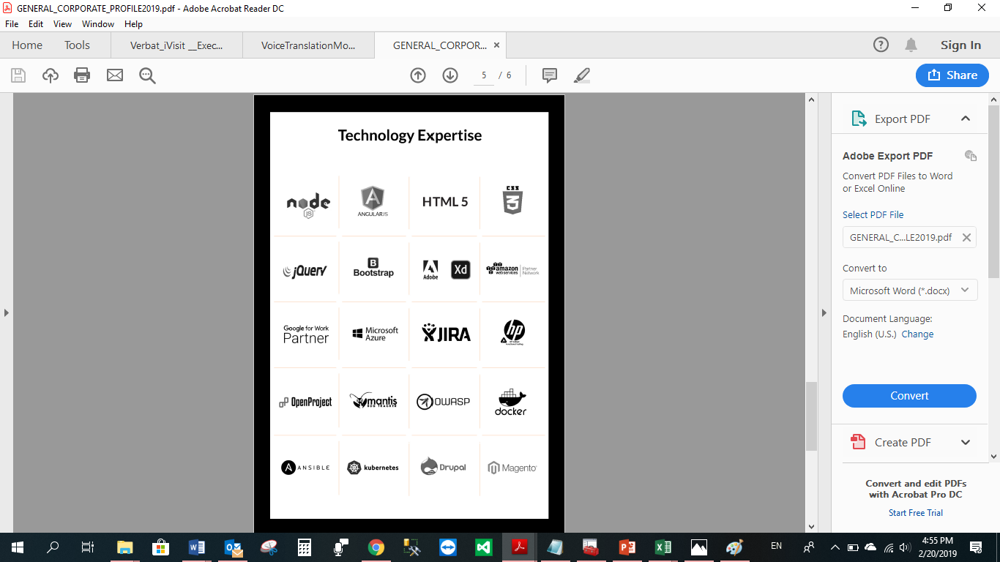 GENERAL_CORPORATE_PROFILE2019.pdf - Adobe Acrobat Reader DC
File Edit View Window Help
Home Tools Verbat_iVisit __Exec... VoiceTranslationMo... GENERAL_CORPOR... Sign In
5 / 6
Share
Technology Expertise
node
JS
ANGULARJS
HTML 5
CSS
3
jQuery
B
Bootstrap
Adobe
Xd
amazon
web services
Partner
Network
Google for Work
Partner
Microsoft
Azure
JIRA
hp
OpenProject
mantis
OWASP
docker
ANSIBLE
kubernetes
Drupal
Magento
Export PDF
Adobe Export PDF
Convert PDF Files to Word
or Excel Online
Select PDF File
GENERAL_C...LE2019.pdf
Convert to
Microsoft Word (*.docx)
Document Language:
English (U.S.) Change
Convert
Create PDF
Convert and edit PDFs
with Acrobat Pro DC
Start Free Trial
EN
4:55 PM
2/20/2019